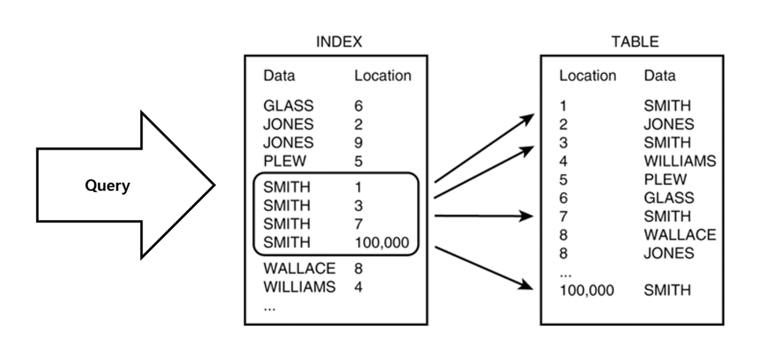 INDEX
Data Location
GLASS 6
JONES 2
JONES 9
PLEW 5
SMITH 1
SMITH 3
SMITH 7
SMITH 100,000
WALLACE 8
WILLIAMS 4
...
Query
TABLE
Location Data
1 SMITH
2 JONES
3 SMITH
4 WILLIAMS
5 PLEW
6 GLASS
7 SMITH
8 WALLACE
8 JONES
...
100,000 SMITH